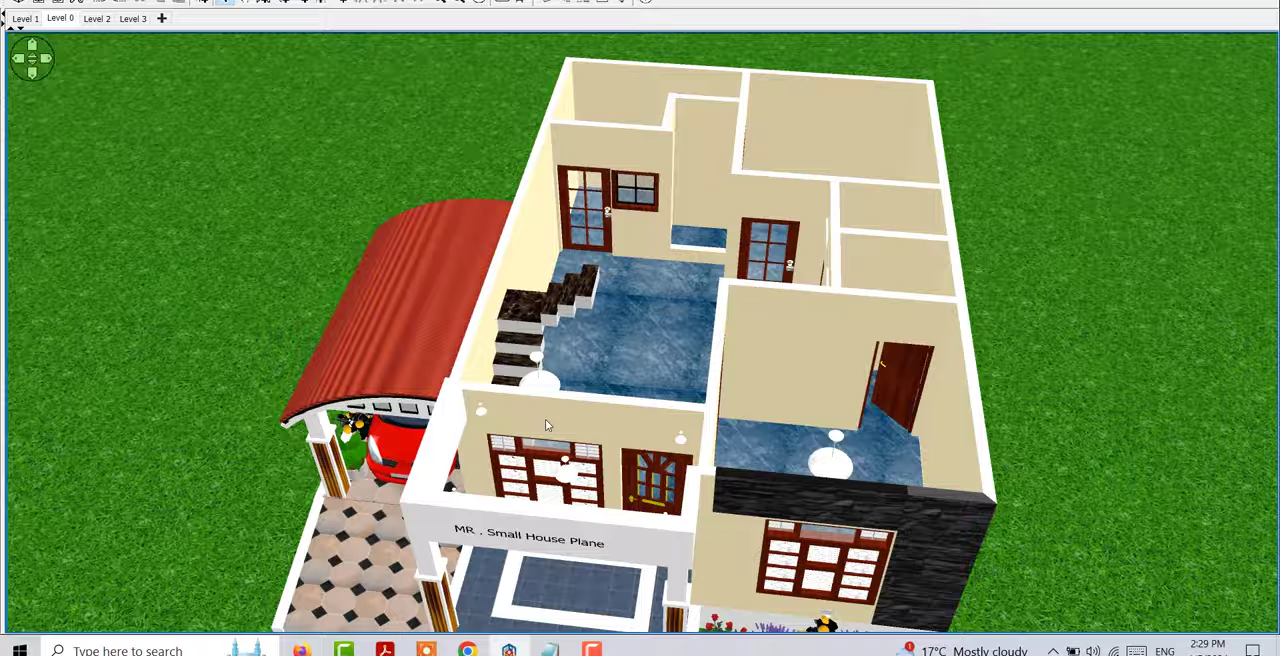 Level 1 Level 0 Level 2 Level 3
MR . Small House Plane
Type here to search
17°C Mostly cloudy
ENG
2:29 PM